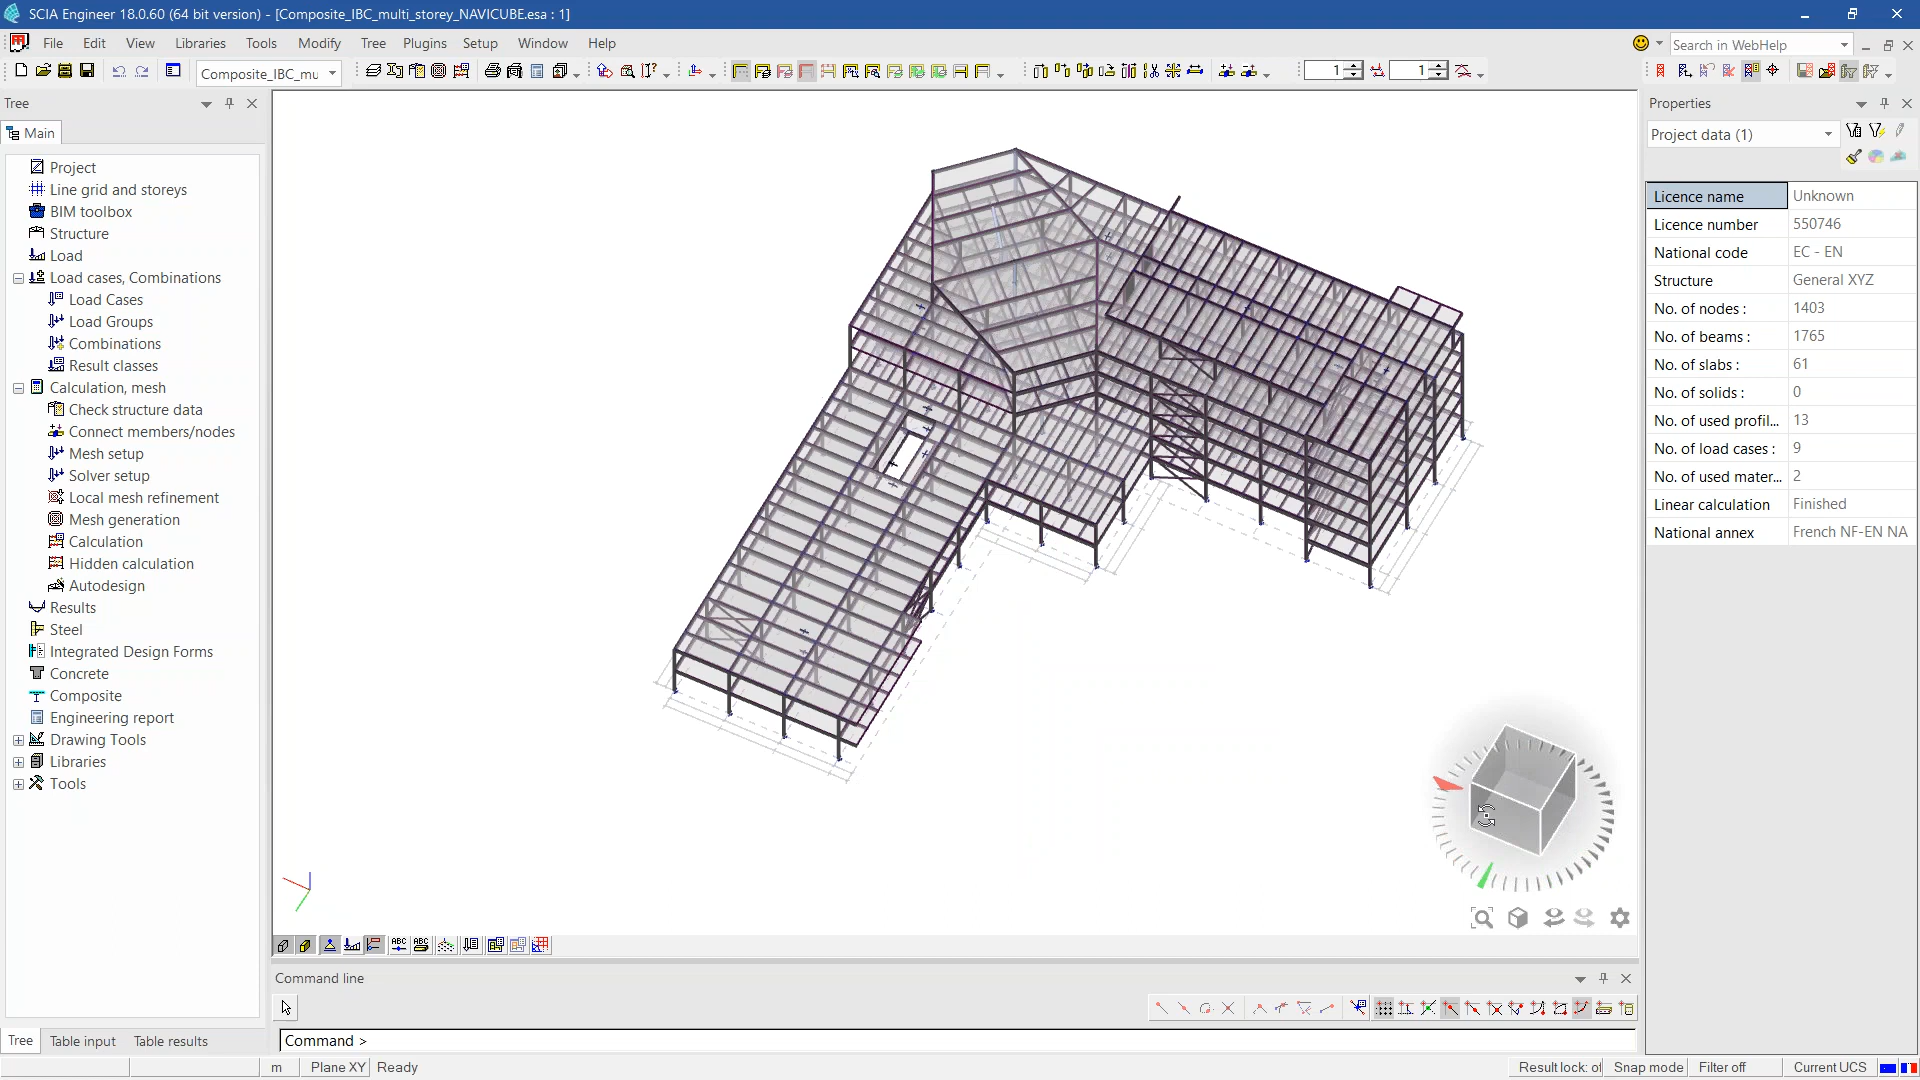 SCIA Engineer 18.0.60 (64 bit version) - [Composite_IBC_multi_storey_NAVICUBE.esa : 1]
File Edit View Libraries Tools Modify Tree Plugins Setup Window Help
Search in WebHelp
Composite_IBC_mu
1
1
Tree
Main
Project
Line grid and storeys
BIM toolbox
Structure
Load
Load cases, Combinations
Load Cases
Load Groups
Combinations
Result classes
Calculation, mesh
Check structure data
Connect members/nodes
Mesh setup
Solver setup
Local mesh refinement
Mesh generation
Calculation
Hidden calculation
Autodesign
Results
Steel
Integrated Design Forms
Concrete
Composite
Engineering report
Drawing Tools
Libraries
Tools
Tree Table input Table results
ABC ABC
Command line
Command >
Properties
Project data (1)
Licence name Unknown
Licence number 550746
National code EC - EN
Structure General XYZ
No. of nodes : 1403
No. of beams : 1765
No. of slabs : 61
No. of solids : 0
No. of used profil... 13
No. of load cases : 9
No. of used mater... 2
Linear calculation Finished
National annex French NF-EN NA
m Plane XY Ready
Result lock: of Snap mode Filter off Current UCS